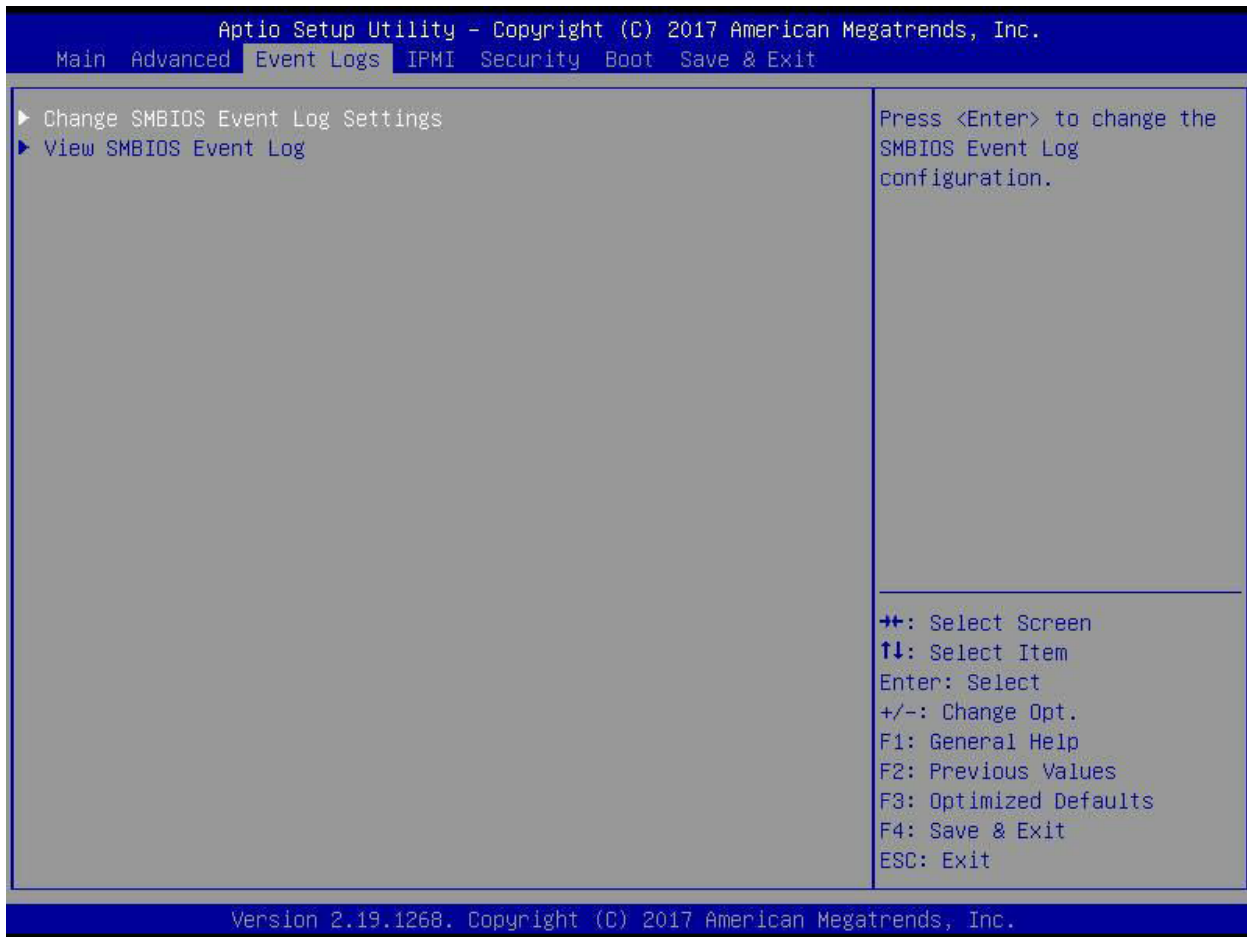 Aptio Setup Utility – Copyright (C) 2017 American Megatrends, Inc.
Main Advanced Event Logs IPMI Security Boot Save & Exit
▶ Change SMBIOS Event Log Settings
▶ View SMBIOS Event Log
Press <Enter> to change the
SMBIOS Event Log
configuration.
→←: Select Screen
↑↓: Select Item
Enter: Select
+/-: Change Opt.
F1: General Help
F2: Previous Values
F3: Optimized Defaults
F4: Save & Exit
ESC: Exit
Version 2.19.1268. Copyright (C) 2017 American Megatrends, Inc.